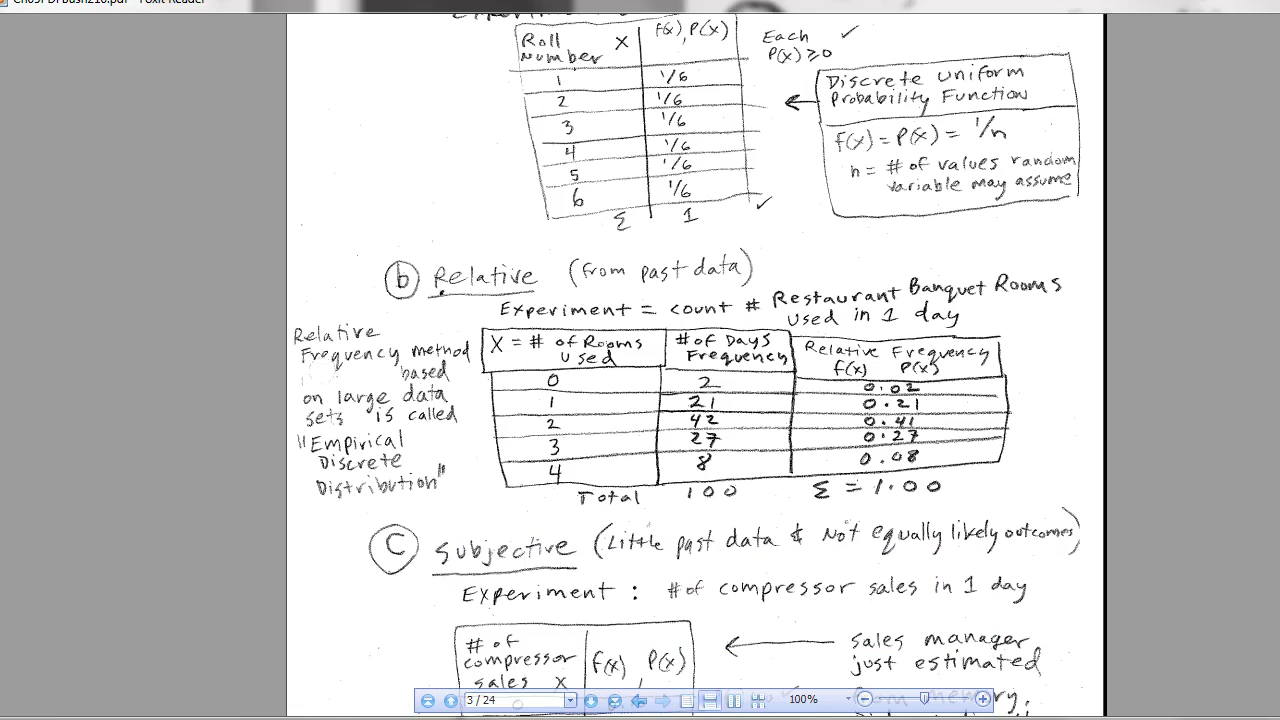 Roll Number X f(x), P(x)
1 1/6
2 1/6
3 1/6
4 1/6
5 1/6
6 1/6
Σ 1
Each ✓
P(x) ≥ 0
✓
Discrete Uniform
Probability Function
f(x) = P(x) = 1/n
n = # of values random
variable may assume
b Relative (from past data)
Experiment = count # Restaurant Banquet Rooms
used in 1 day
Relative
Frequency method
based
on large data
sets is called
"Empirical
Discrete
Distribution"
X = # of Rooms Used # of Days Frequency Relative Frequency f(x) P(x)
0 2 0.02
1 21 0.21
2 42 0.41
3 27 0.27
4 8 0.08
Total 100 Σ = 1.00
C Subjective (Little past data & Not equally likely outcomes)
Experiment : # of compressor sales in 1 day
# of
compressor
sales X f(x) P(x)
← sales manager
just estimated
3 / 24
100%